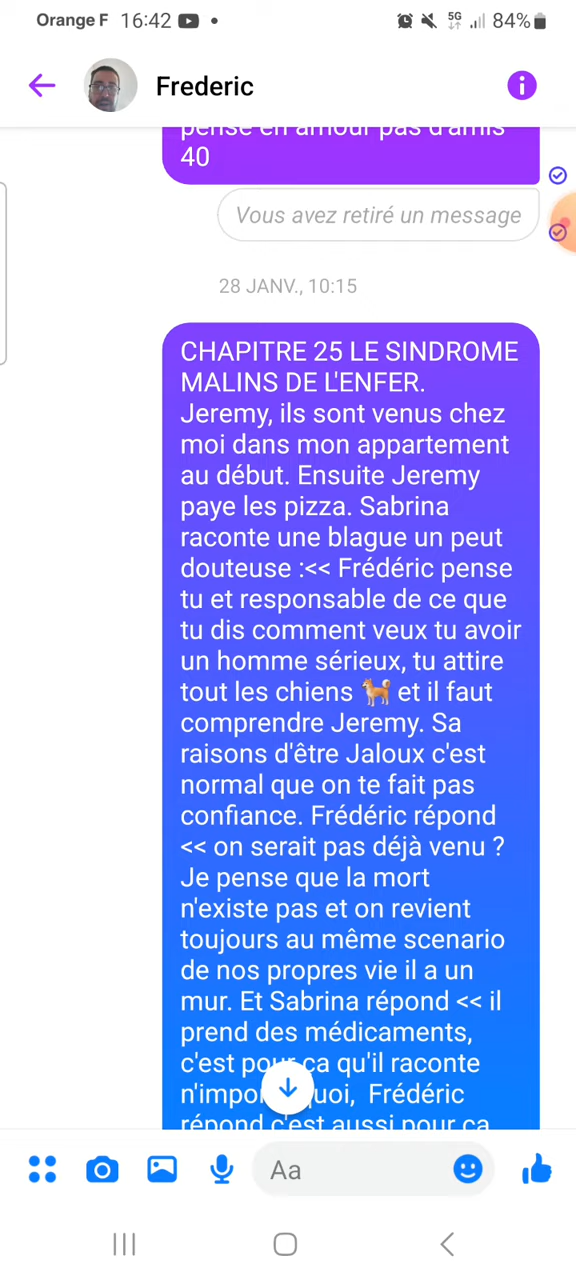 Orange F 16:42
5G 84%
Frederic
pense en amour pas d'amis
40
Vous avez retiré un message
28 JANV., 10:15
CHAPITRE 25 LE SINDROME
MALINS DE L'ENFER.
Jeremy, ils sont venus chez
moi dans mon appartement
au début. Ensuite Jeremy
paye les pizza. Sabrina
raconte une blague un peut
douteuse :<< Frédéric pense
tu et responsable de ce que
tu dis comment veux tu avoir
un homme sérieux, tu attire
tout les chiens 🐕 et il faut
comprendre Jeremy. Sa
raisons d'être Jaloux c'est
normal que on te fait pas
confiance. Frédéric répond
<< on serait pas déjà venu ?
Je pense que la mort
n'existe pas et on revient
toujours au même scenario
de nos propres vie il a un
mur. Et Sabrina répond << il
prend des médicaments,
c'est pour ça qu'il raconte
n'importe quoi, Frédéric
répond c'est aussi pour ça
Aa